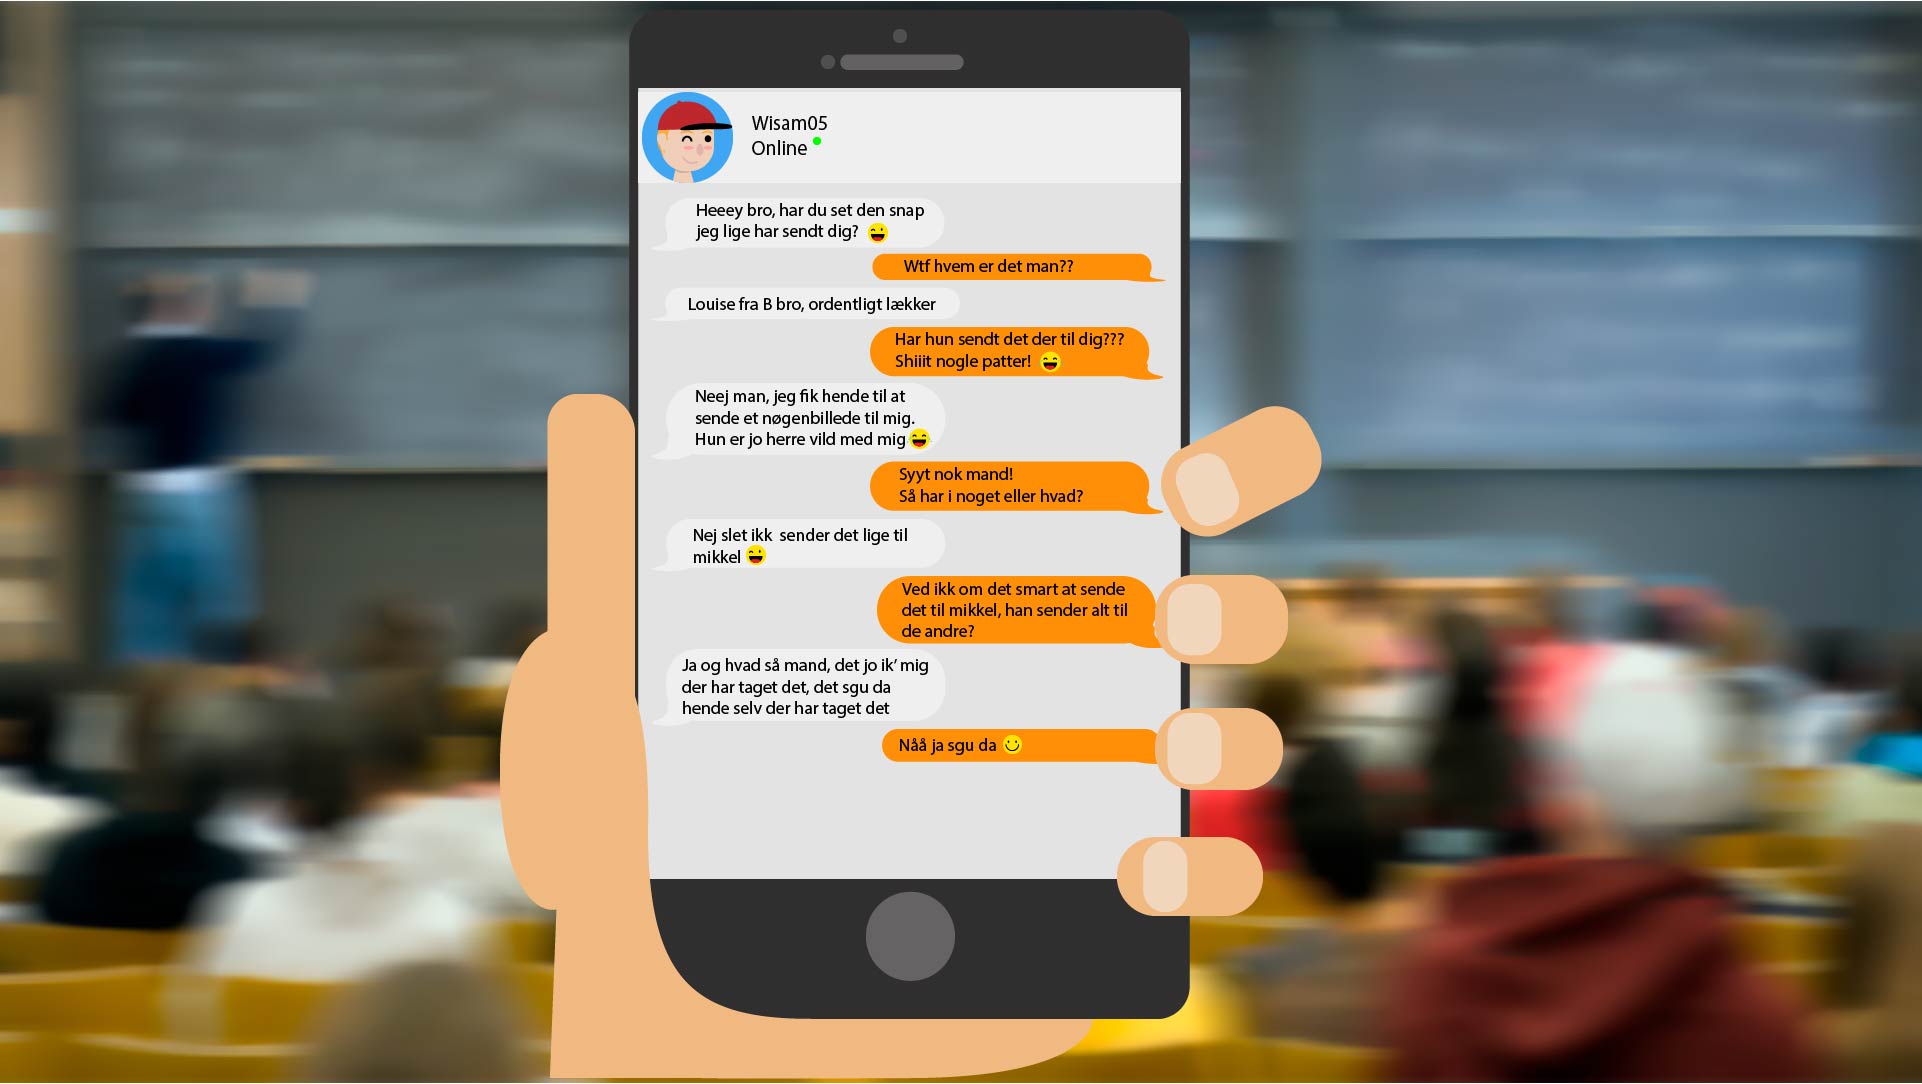 Wisam05
Online
Heeey bro, har du set den snap
jeg lige har sendt dig?
Wtf hvem er det man??
Louise fra B bro, ordentligt lækker
Har hun sendt det der til dig???
Shiiit nogle patter!
Neej man, jeg fik hende til at
sende et nøgenbillede til mig.
Hun er jo herre vild med mig
Syyt nok mand!
Så har i noget eller hvad?
Nej slet ikk sender det lige til
mikkel
Ved ikk om det smart at sende
det til mikkel, han sender alt til
de andre?
Ja og hvad så mand, det jo ik’ mig
der har taget det, det sgu da
hende selv der har taget det
Nåå ja sgu da